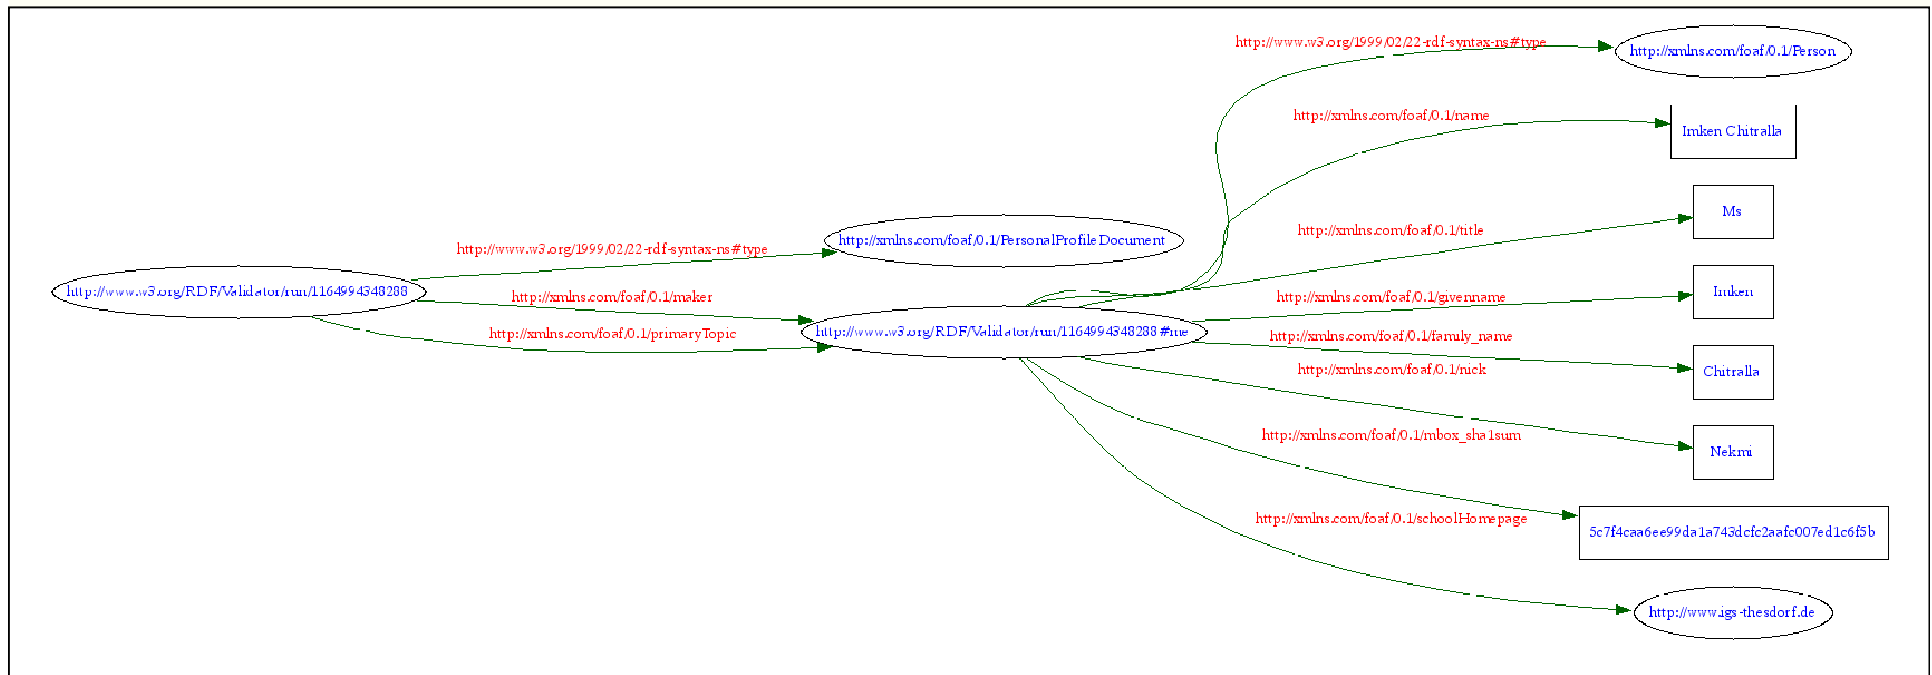 http://www.w3.org/1999/02/22-rdf-syntax-ns#type
http://xmlns.com/foaf/0.1/Person
http://xmlns.com/foaf/0.1/name
Imken Chitralla
Ms
http://xmlns.com/foaf/0.1/title
http://xmlns.com/foaf/0.1/PersonalProfileDocument
http://www.w3.org/1999/02/22-rdf-syntax-ns#type
http://www.w3.org/RDF/Validator/run/1164994348288
http://xmlns.com/foaf/0.1/maker
http://xmlns.com/foaf/0.1/givenname
Imken
http://xmlns.com/foaf/0.1/primaryTopic
http://www.w3.org/RDF/Validator/run/1164994348288#me
http://xmlns.com/foaf/0.1/family_name
http://xmlns.com/foaf/0.1/nick
Chitralla
http://xmlns.com/foaf/0.1/mbox_sha1sum
Nekmi
http://xmlns.com/foaf/0.1/schoolHomepage
5c7f4caa6ee99da1a743dcfc2aafc007ed1c6f5b
http://www.igs-thesdorf.de